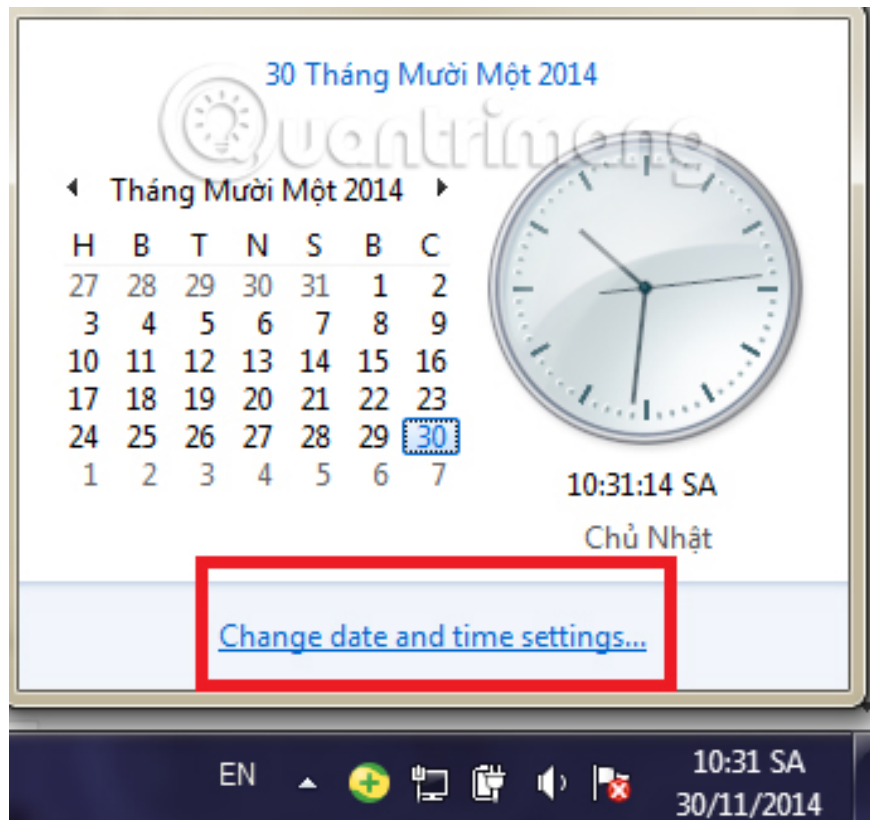 30 Tháng Mười Một 2014
Quantrimang
Tháng Mười Một 2014
H B T N S B C
27 28 29 30 31 1 2
3 4 5 6 7 8 9
10 11 12 13 14 15 16
17 18 19 20 21 22 23
24 25 26 27 28 29 30
1 2 3 4 5 6 7
10:31:14 SA
Chủ Nhật
Change date and time settings...
EN
10:31 SA
30/11/2014